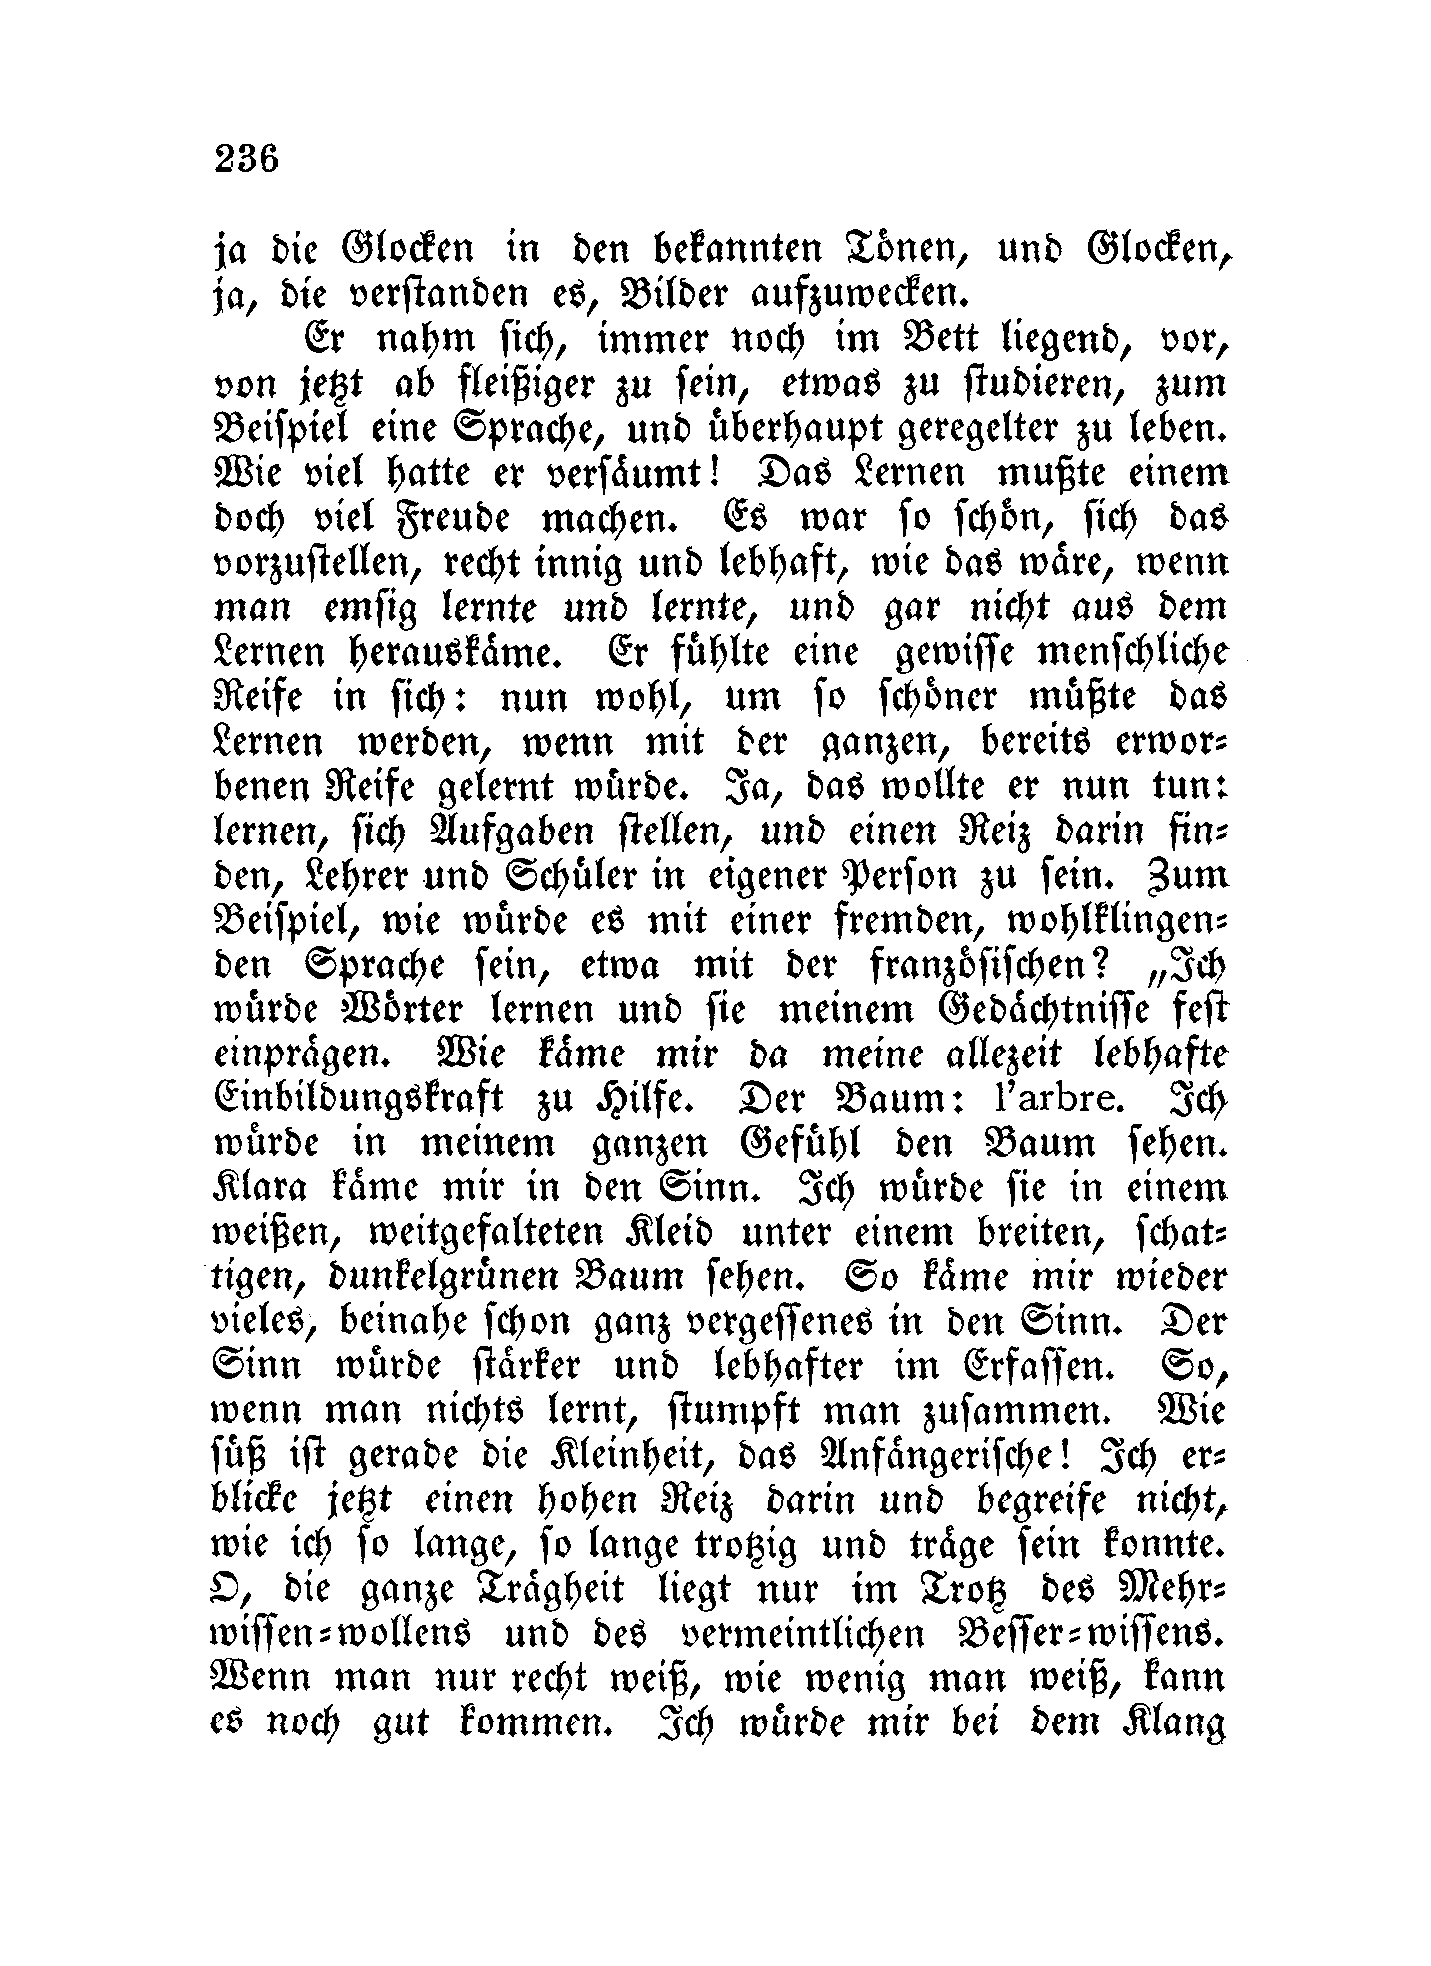 236
ja die Glocken in den bekannten Tönen, und Glocken,
ja, die verstanden es, Bilder aufzuwecken.
Er nahm sich, immer noch im Bett liegend, vor,
von jetzt ab fleißiger zu sein, etwas zu studieren, zum
Beispiel eine Sprache, und überhaupt geregelter zu leben.
Wie viel hatte er versäumt! Das Lernen mußte einem
doch viel Freude machen. Es war so schön, sich das
vorzustellen, recht innig und lebhaft, wie das wäre, wenn
man emsig lernte und lernte, und gar nicht aus dem
Lernen herauskäme. Er fühlte eine gewisse menschliche
Reife in sich: nun wohl, um so schöner müßte das
Lernen werden, wenn mit der ganzen, bereits erwor-
benen Reife gelernt würde. Ja, das wollte er nun tun:
lernen, sich Aufgaben stellen, und einen Reiz darin fin-
den, Lehrer und Schüler in eigener Person zu sein. Zum
Beispiel, wie würde es mit einer fremden, wohlklingen-
den Sprache sein, etwa mit der französischen? „Ich
würde Wörter lernen und sie meinem Gedächtnisse fest
einprägen. Wie käme mir da meine allezeit lebhafte
Einbildungskraft zu Hilfe. Der Baum: l'arbre. Ich
würde in meinem ganzen Gefühl den Baum sehen.
Klara käme mir in den Sinn. Ich würde sie in einem
weißen, weitgefalteten Kleid unter einem breiten, schat-
tigen, dunkelgrünen Baum sehen. So käme mir wieder
vieles, beinahe schon ganz vergessenes in den Sinn. Der
Sinn würde stärker und lebhafter im Erfassen. So,
wenn man nichts lernt, stumpft man zusammen. Wie
süß ist gerade die Kleinheit, das Anfängerische! Ich er-
blicke jetzt einen hohen Reiz darin und begreife nicht,
wie ich so lange, so lange trotzig und träge sein konnte.
O, die ganze Trägheit liegt nur im Trotz des Mehr-
wissen-wollens und des vermeintlichen Besser-wissens.
Wenn man nur recht weiß, wie wenig man weiß, kann
es noch gut kommen. Ich würde mir bei dem Klang